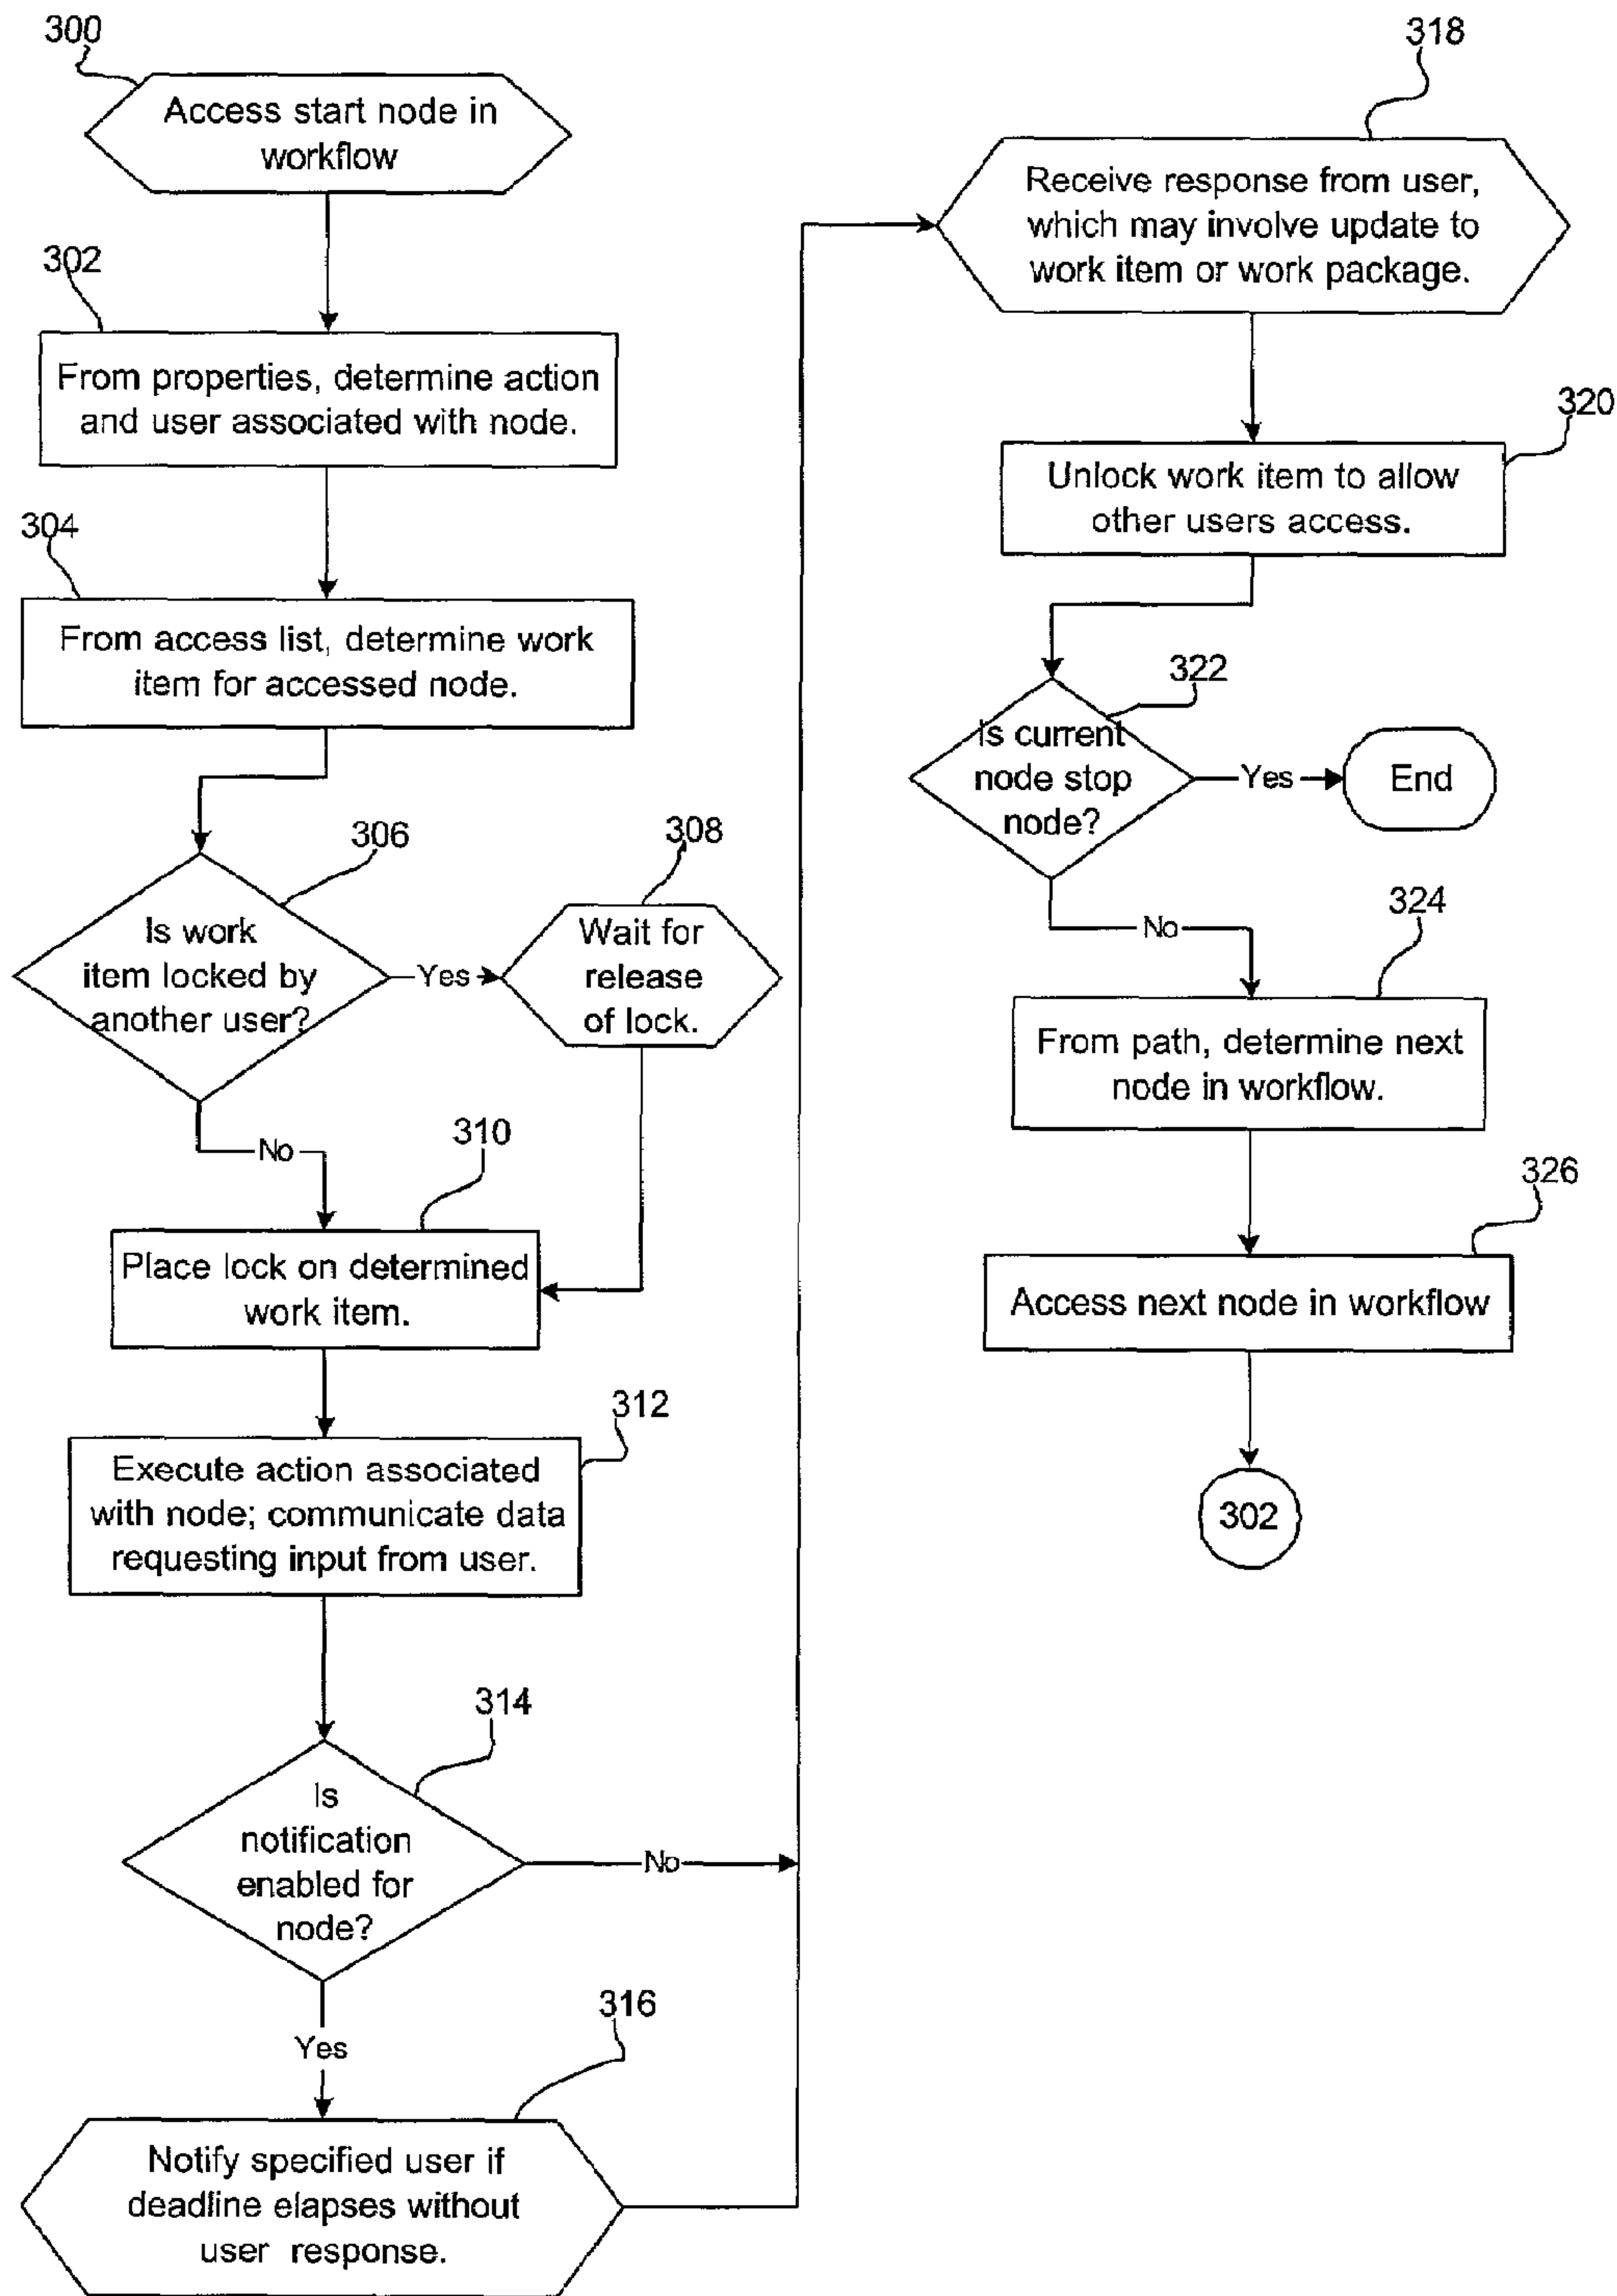 300
Access start node in
workflow
302
From properties, determine action
and user associated with node.
304
From access list, determine work
item for accessed node.
306
Is work
item locked by
another user?
Yes
308
Wait for
release
of lock.
No
310
Place lock on determined
work item.
312
Execute action associated
with node; communicate data
requesting input from user.
314
Is
notification
enabled for
node?
No
Yes
316
Notify specified user if
deadline elapses without
user response.
318
Receive response from user,
which may involve update to
work item or work package.
320
Unlock work item to allow
other users access.
322
Is current
node stop
node?
Yes
End
No
324
From path, determine next
node in workflow.
326
Access next node in workflow
302